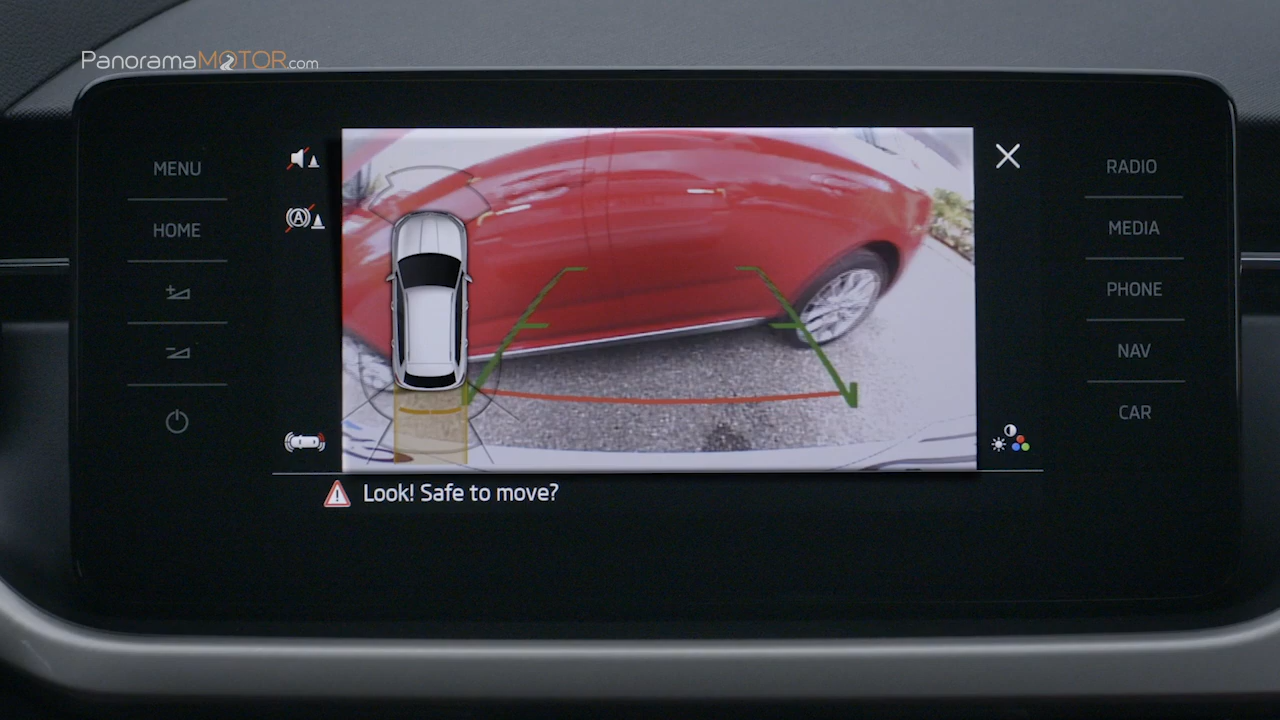 PanoramaMOTOR.com
MENU
HOME
RADIO
MEDIA
PHONE
NAV
CAR
A
Look! Safe to move?